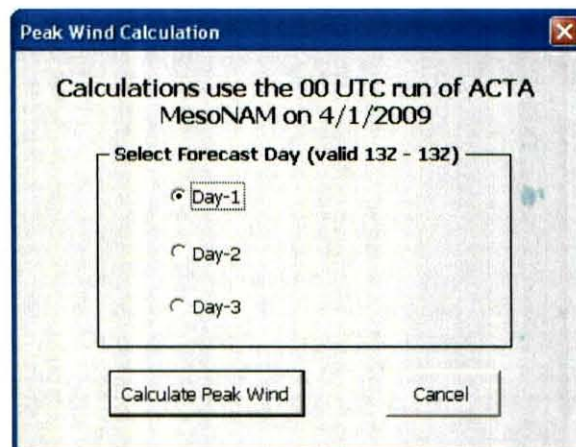 Peak Wind Calculation
Calculations use the 00 UTC run of ACTA
MesoNAM on 4/1/2009
Select Forecast Day (valid 13Z - 13Z)
Day-1
Day-2
Day-3
Calculate Peak Wind
Cancel